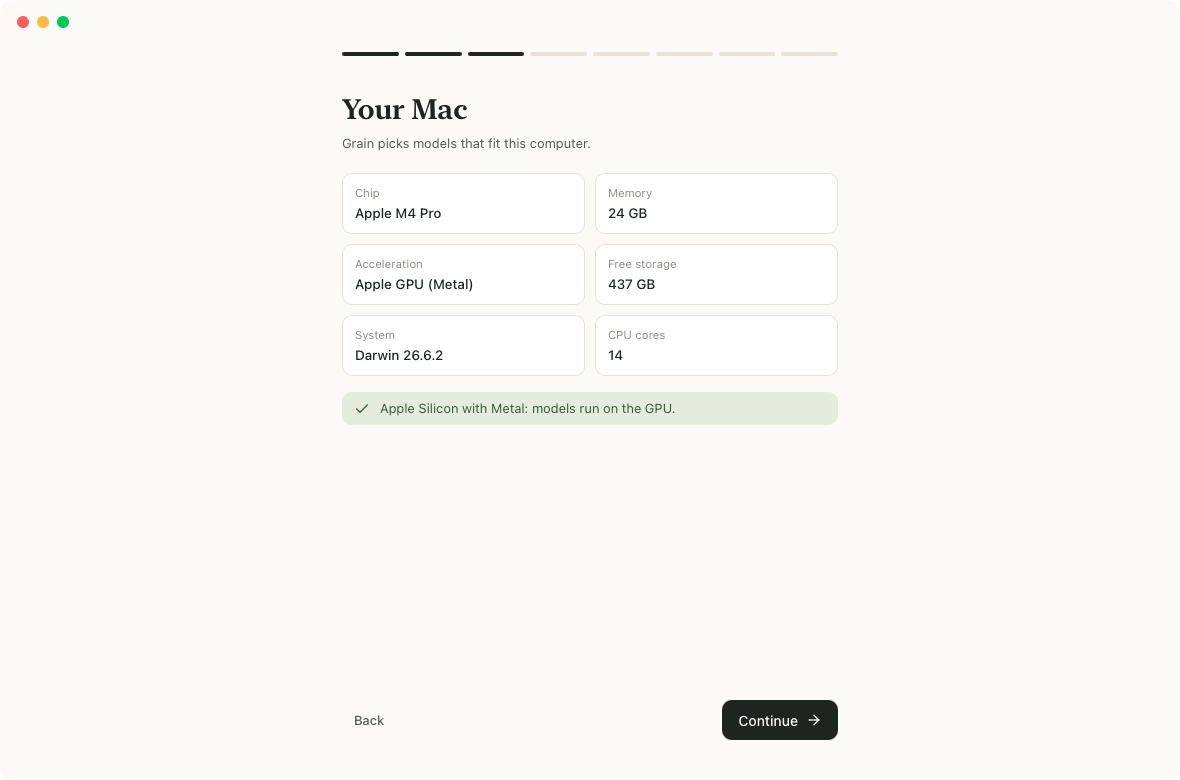 Your Mac
Grain picks models that fit this computer.
Chip
Apple M4 Pro
Memory
24 GB
Acceleration
Apple GPU (Metal)
Free storage
437 GB
System
Darwin 26.6.2
CPU cores
14
Apple Silicon with Metal: models run on the GPU.
Back
Continue